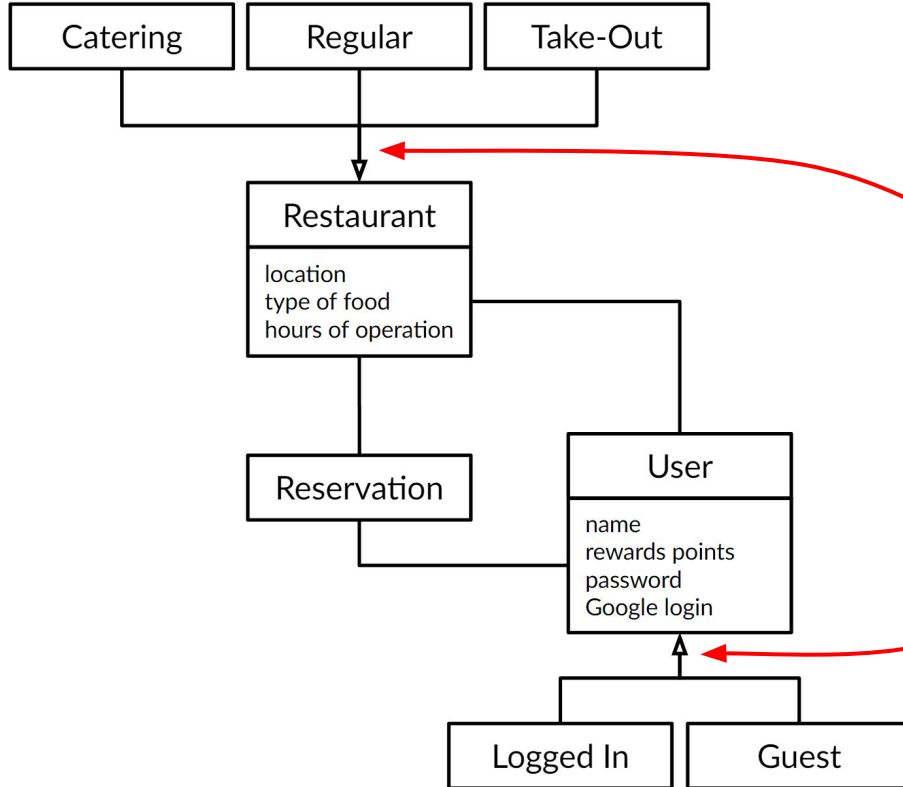 Catering
Regular
Take-Out
Restaurant
location
type of food
hours of operation
Reservation
User
name
rewards points
password
Google login
Logged In
Guest